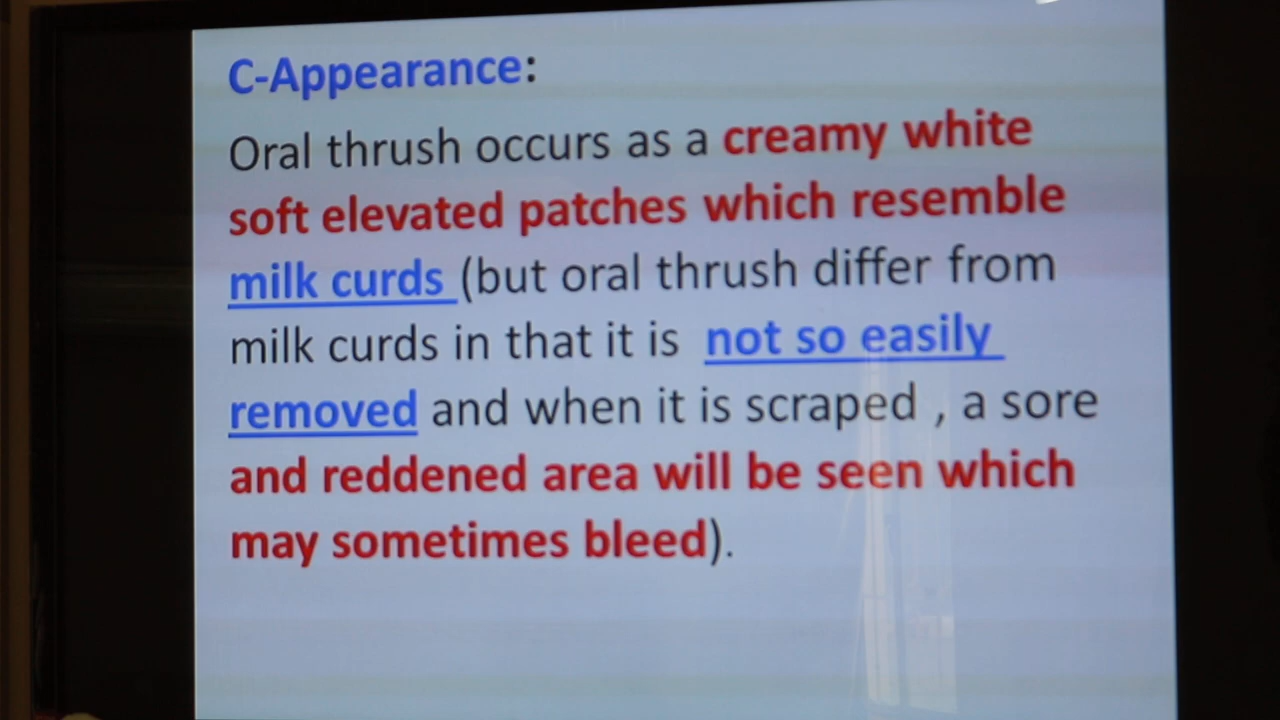 C-Appearance:
Oral thrush occurs as a creamy white
soft elevated patches which resemble
milk curds (but oral thrush differ from
milk curds in that it is not so easily
removed and when it is scraped , a sore
and reddened area will be seen which
may sometimes bleed).